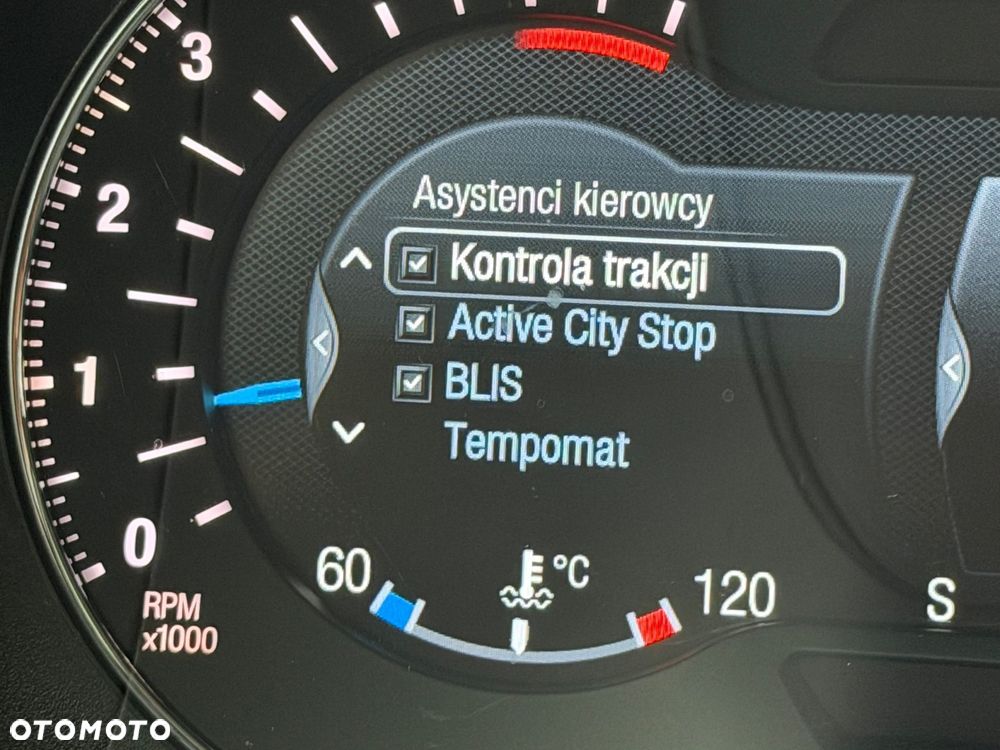 3
2
1
0
RPM
x1000
Asystenci kierowcy
Kontrola trakcji
Active City Stop
BLIS
Tempomat
60 °C 120
S
OTOMOTO